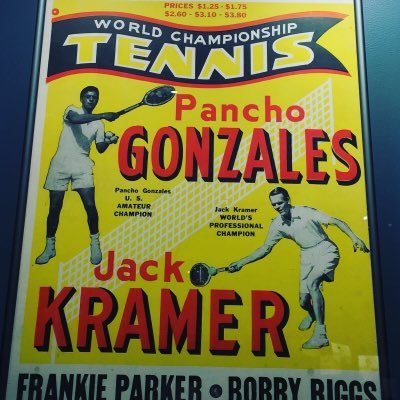 PRICES $1.25 - $1.75
$2.60 - $3.10 - $3.80
WORLD CHAMPIONSHIP
TENNIS
Pancho
GONZALES
Pancho Gonzales
U. S.
AMATEUR
CHAMPION
Jack Kramer
WORLD'S
PROFESSIONAL
CHAMPION
Jack
KRAMER
FRANKIE PARKER • BOBBY RIGGS